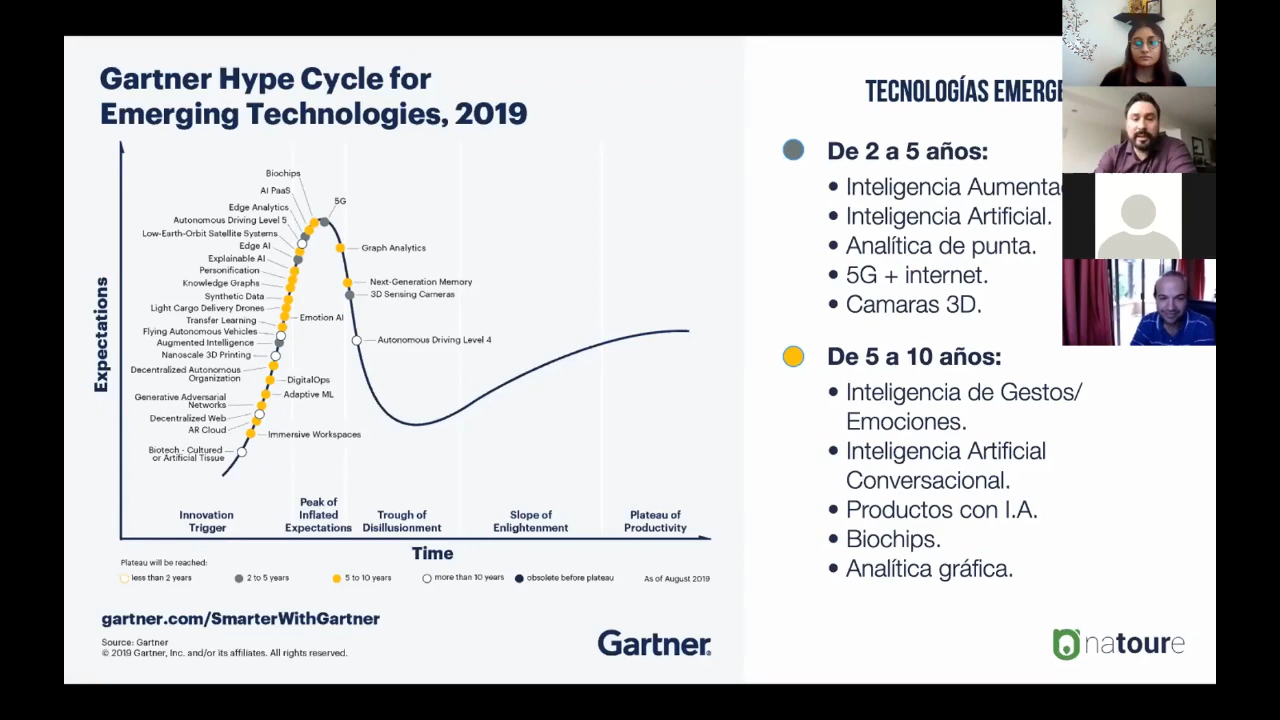 Gartner Hype Cycle for
Emerging Technologies, 2019
Expectations
Biochips
AI PaaS
5G
Edge Analytics
Autonomous Driving Level 5
Low-Earth-Orbit Satellite Systems
Edge AI
Graph Analytics
Explainable AI
Personification
Knowledge Graphs
Next-Generation Memory
Synthetic Data
3D Sensing Cameras
Light Cargo Delivery Drones
Transfer Learning
Emotion AI
Flying Autonomous Vehicles
Augmented Intelligence
Autonomous Driving Level 4
Nanoscale 3D Printing
Decentralized Autonomous
Organization
DigitalOps
Generative Adversarial
Networks
Adaptive ML
Decentralized Web
AR Cloud
Immersive Workspaces
Biotech - Cultured
or Artificial Tissue
Innovation
Trigger
Peak of
Inflated
Expectations
Trough of
Disillusionment
Slope of
Enlightenment
Plateau of
Productivity
Time
Plateau will be reached:
less than 2 years
2 to 5 years
5 to 10 years
more than 10 years
obsolete before plateau
As of August 2019
gartner.com/SmarterWithGartner
Source: Gartner
© 2019 Gartner, Inc. and/or its affiliates. All rights reserved.
Gartner®
TECNOLOGÍAS EMERGE
De 2 a 5 años:
• Inteligencia Aumenta
• Inteligencia Artificial.
• Analítica de punta.
• 5G + internet.
• Camaras 3D.
De 5 a 10 años:
• Inteligencia de Gestos/
Emociones.
• Inteligencia Artificial
Conversacional.
• Productos con I.A.
• Biochips.
• Analítica gráfica.
natoure